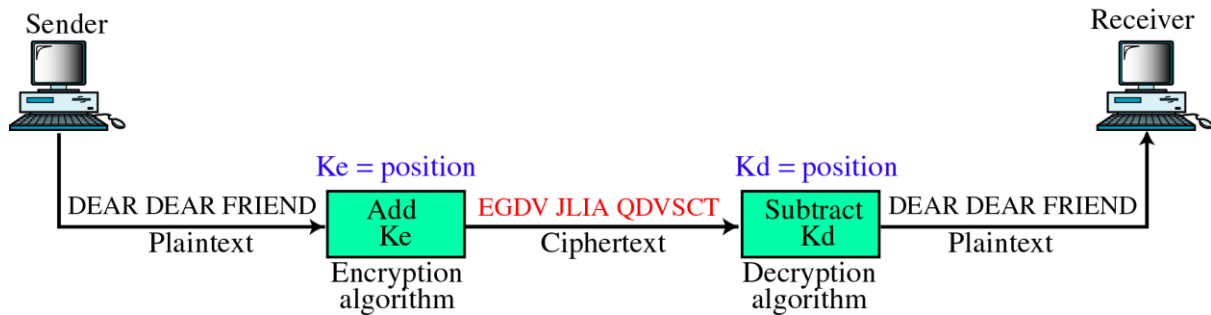 Sender
Receiver
Ke = position
Kd = position
DEAR DEAR FRIEND
Plaintext
Add
Ke
EGDV JLIA QDVSCT
Ciphertext
Subtract
Kd
DEAR DEAR FRIEND
Plaintext
Encryption
algorithm
Decryption
algorithm